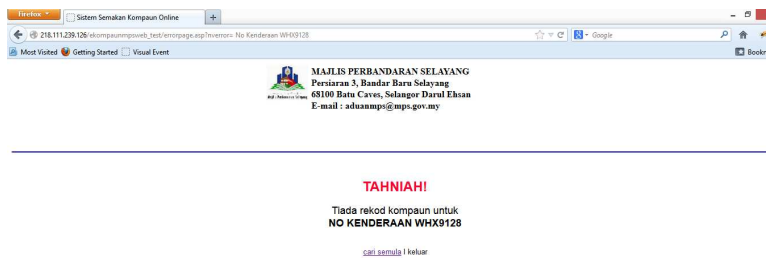 Firefox
Sistem Semakan Kompaun Online
218.111.239.126/ekompaunmpsweb_test/errorpage.asp?nverror= No Kenderaan WHX9128
Google
Most Visited Getting Started Visual Event
MAJLIS PERBANDARAN SELAYANG
Persiaran 3, Bandar Baru Selayang
68100 Batu Caves, Selangor Darul Ehsan
E-mail : aduanmps@mps.gov.my
TAHNIAH!
Tiada rekod kompaun untuk
NO KENDERAAN WHX9128
cari semula | keluar